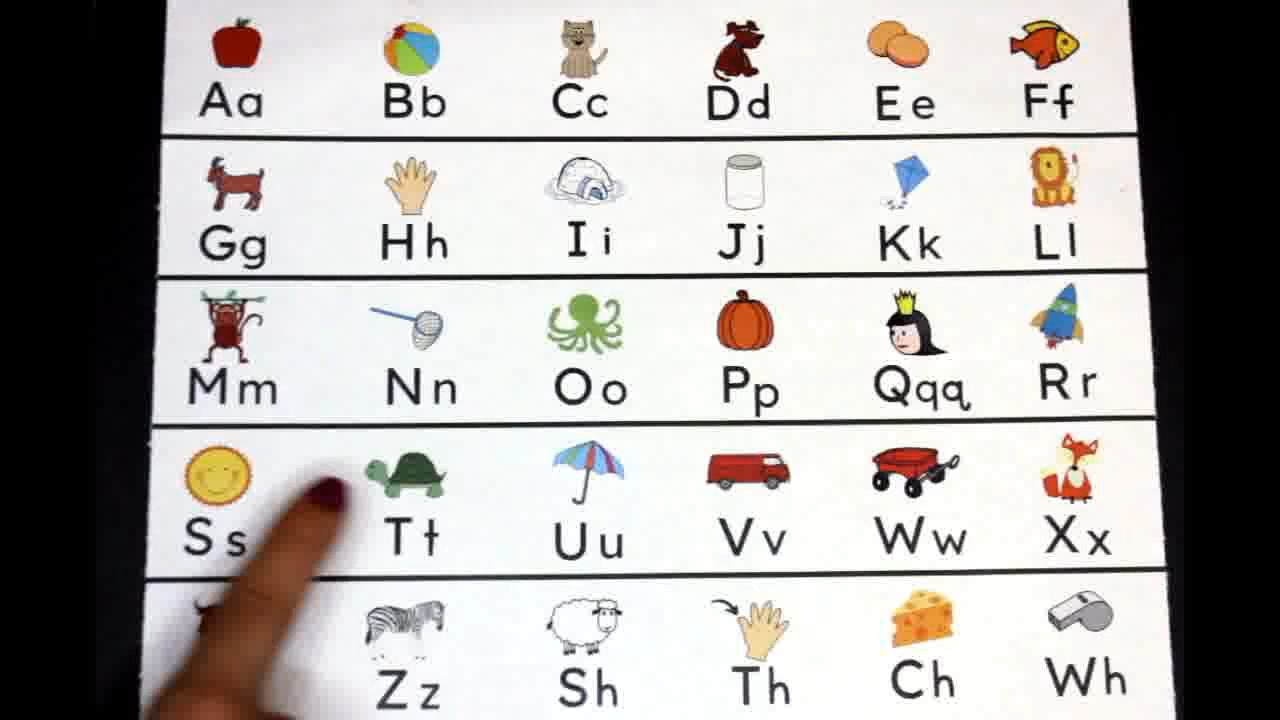 Aa Bb Cc Dd Ee Ff
Gg Hh Ii Jj Kk Ll
Mm Nn Oo Pp Qqq Rr
Ss Tt Uu Vv Ww Xx
Zz Sh Th Ch Wh